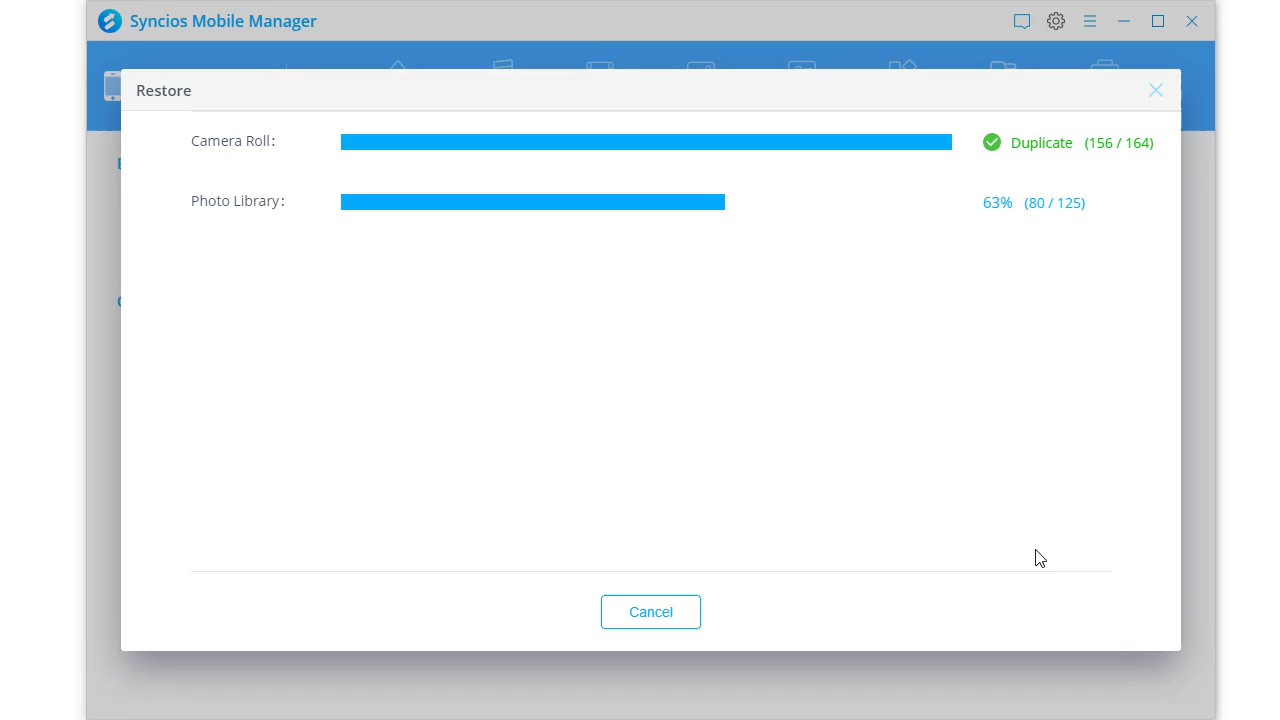 Syncios Mobile Manager
Restore
Camera Roll: Duplicate (156 / 164)
Photo Library: 63% (80 / 125)
Cancel